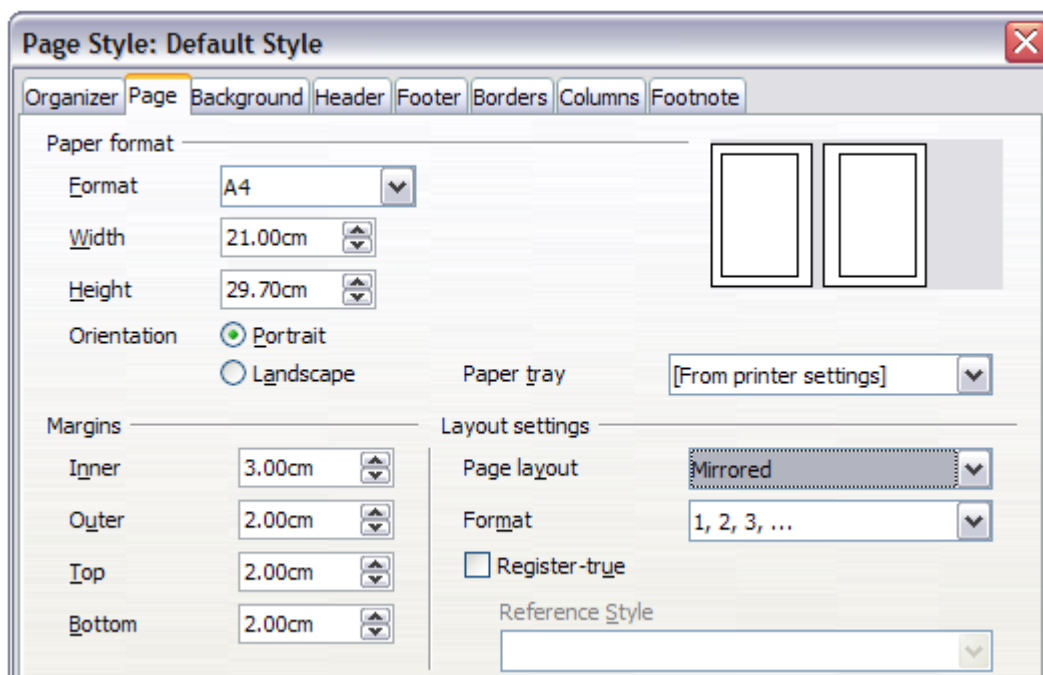 Page Style: Default Style
Organizer Page Background Header Footer Borders Columns Footnote
Paper format
Format A4
Width 21.00cm
Height 29.70cm
Orientation Portrait
Landscape
Paper tray [From printer settings]
Margins
Inner 3.00cm
Outer 2.00cm
Top 2.00cm
Bottom 2.00cm
Layout settings
Page layout Mirrored
Format 1, 2, 3, ...
Register-true
Reference Style